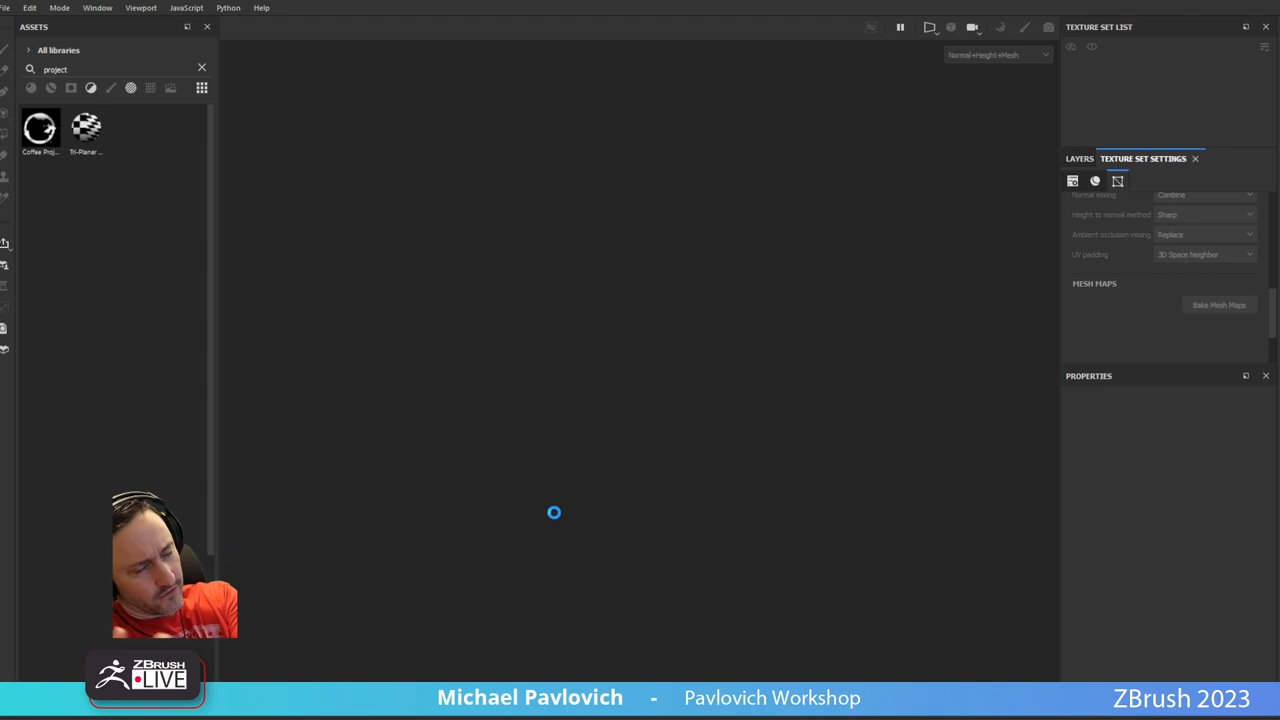 File Edit Mode Window Viewport JavaScript Python Help
ASSETS
All libraries
project
Coffee Proj...
Tri-Planar ...
Normal+Height+Mesh
TEXTURE SET LIST
LAYERS TEXTURE SET SETTINGS
Normal mixing Combine
Height to normal method Sharp
Ambient occlusion mixing Replace
UV padding 3D Space Neighbor
MESH MAPS
Bake Mesh Maps
PROPERTIES
ZBRUSH
LIVE
Michael Pavlovich - Pavlovich Workshop
ZBrush 2023